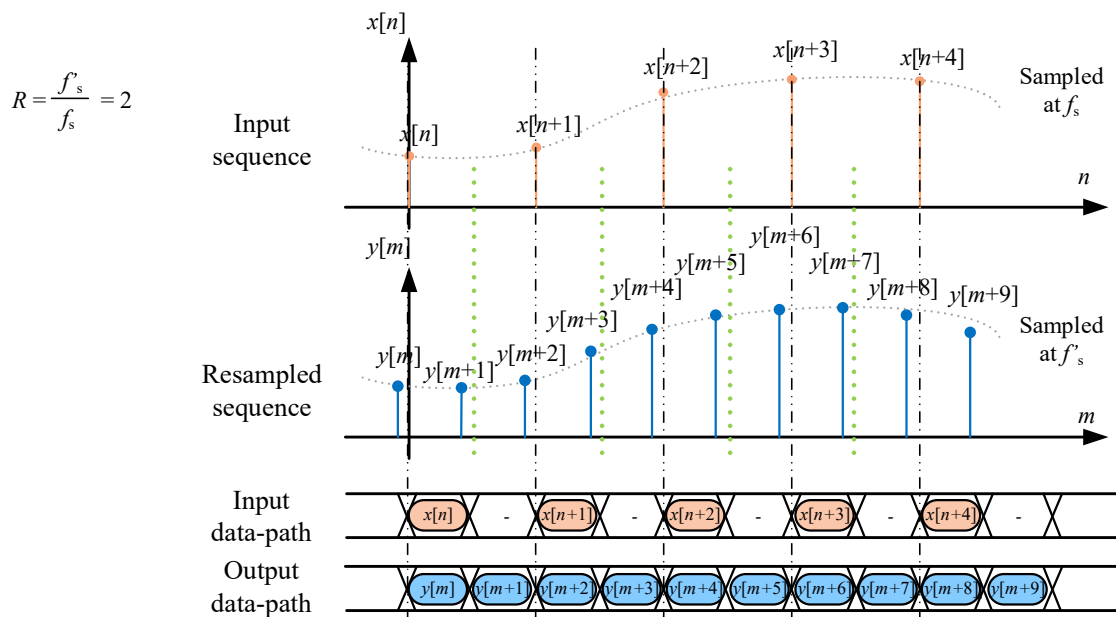 x[n]
R = f's / fs = 2
Input
sequence
x[n]
x[n+1]
x[n+2]
x[n+3]
x[n+4]
Sampled
at fs
n
y[m]
Resampled
sequence
y[m]
y[m+1]
y[m+2]
y[m+3]
y[m+4]
y[m+5]
y[m+6]
y[m+7]
y[m+8]
y[m+9]
Sampled
at f's
m
Input
data-path
x[n] - x[n+1] - x[n+2] - x[n+3] - x[n+4] -
Output
data-path
y[m] y[m+1] y[m+2] y[m+3] y[m+4] y[m+5] y[m+6] y[m+7] y[m+8] y[m+9]